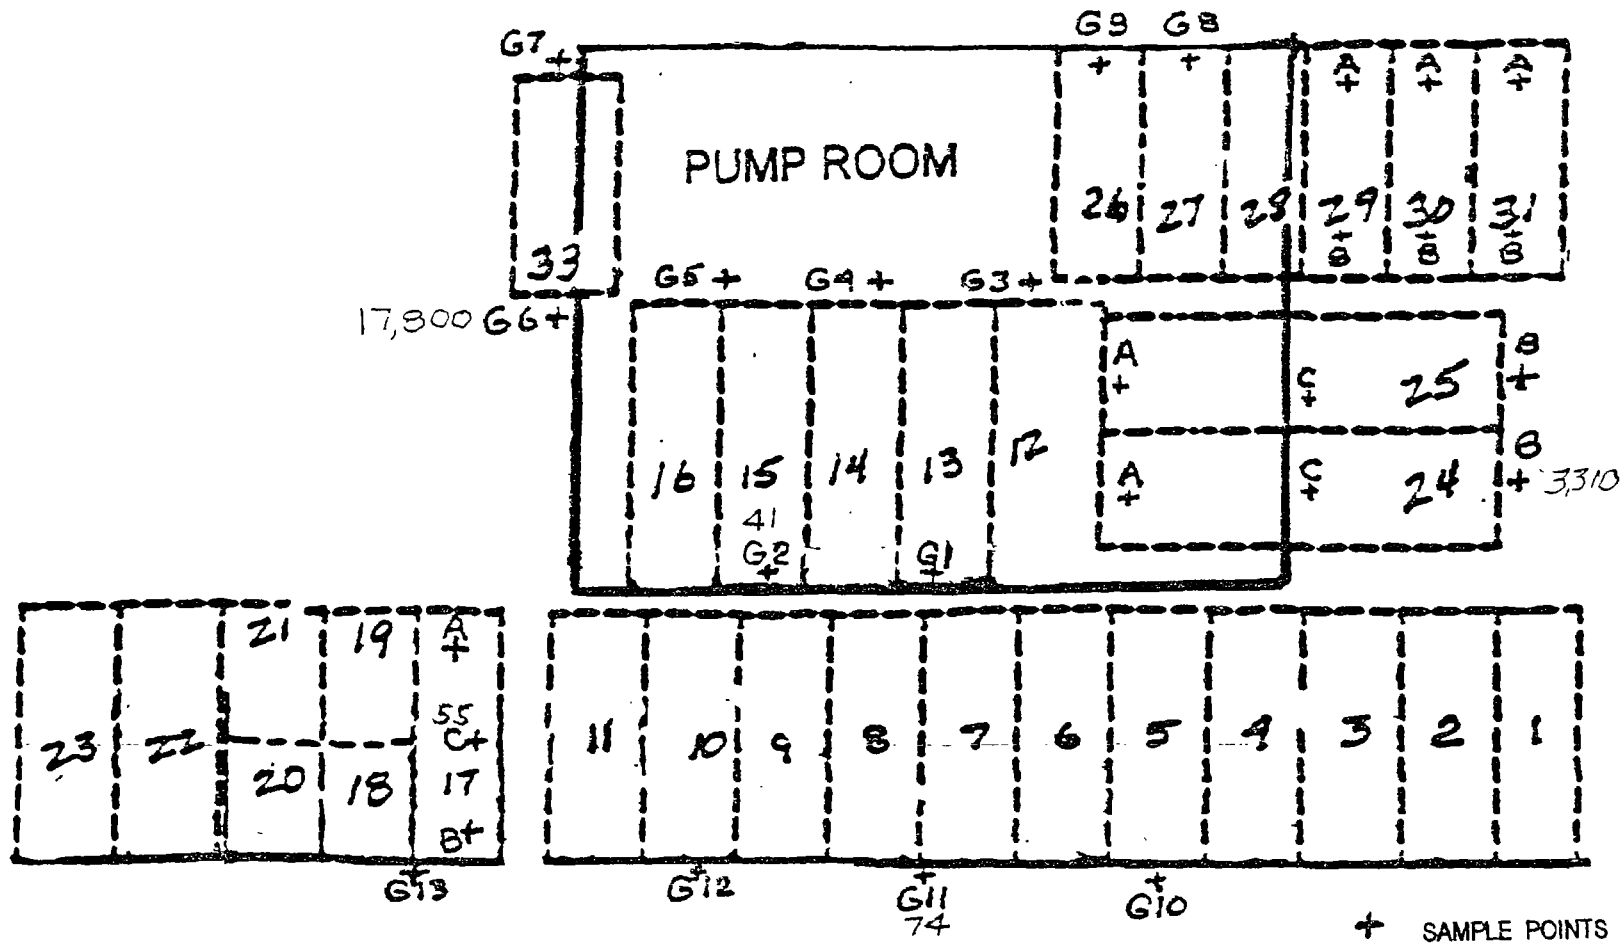 G9 G8
G7 +
+ +
A A A
+ + +
PUMP ROOM
26 27 28 29 30 31
+ + +
B B B
33
G5 + G4 + G3 +
17,800 G6 +
A B
+ C 25 +
+
16 15 14 13 12
A C 24 B
+ + + 3,310
41
G2 G1
+ +
21 19 A
+
55
23 22 C+ 11 10 9 8 7 6 5 4 3 2 1
20 18 17
B+
+ + + +
G13 G12 G11 G10
74
+ SAMPLE POINTS